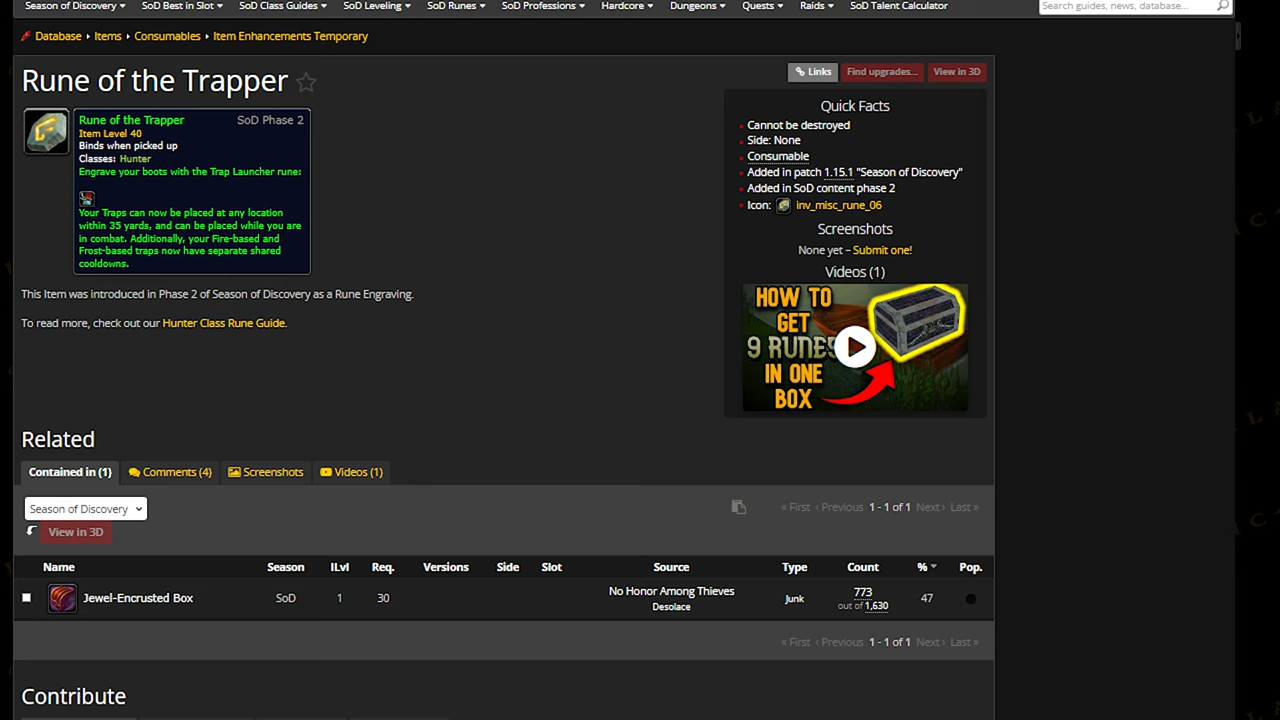 Season of Discovery SoD Best in Slot SoD Class Guides SoD Leveling SoD Runes SoD Professions Hardcore Dungeons Quests Raids SoD Talent Calculator Search guides, news, database...
Database Items Consumables Item Enhancements Temporary
Rune of the Trapper
Links Find upgrades... View in 3D
Rune of the Trapper SoD Phase 2
Item Level 40
Binds when picked up
Classes: Hunter
Engrave your boots with the Trap Launcher rune:
Your Traps can now be placed at any location
within 35 yards, and can be placed while you are
in combat. Additionally, your Fire-based and
Frost-based traps now have separate shared
cooldowns.
This Item was introduced in Phase 2 of Season of Discovery as a Rune Engraving.
To read more, check out our Hunter Class Rune Guide.
Quick Facts
Cannot be destroyed
Side: None
Consumable
Added in patch 1.15.1 "Season of Discovery"
Added in SoD content phase 2
Icon: inv_misc_rune_06
Screenshots
None yet – Submit one!
Videos (1)
HOW TO
GET
9 RUNES
IN ONE
BOX
Related
Contained in (1) Comments (4) Screenshots Videos (1)
Season of Discovery
« First ‹ Previous 1 - 1 of 1 Next › Last »
View in 3D
Name Season ILvl Req. Versions Side Slot Source Type Count % Pop.
Jewel-Encrusted Box SoD 1 30 No Honor Among Thieves Junk 773 47
Desolace out of 1,630
« First ‹ Previous 1 - 1 of 1 Next › Last »
Contribute